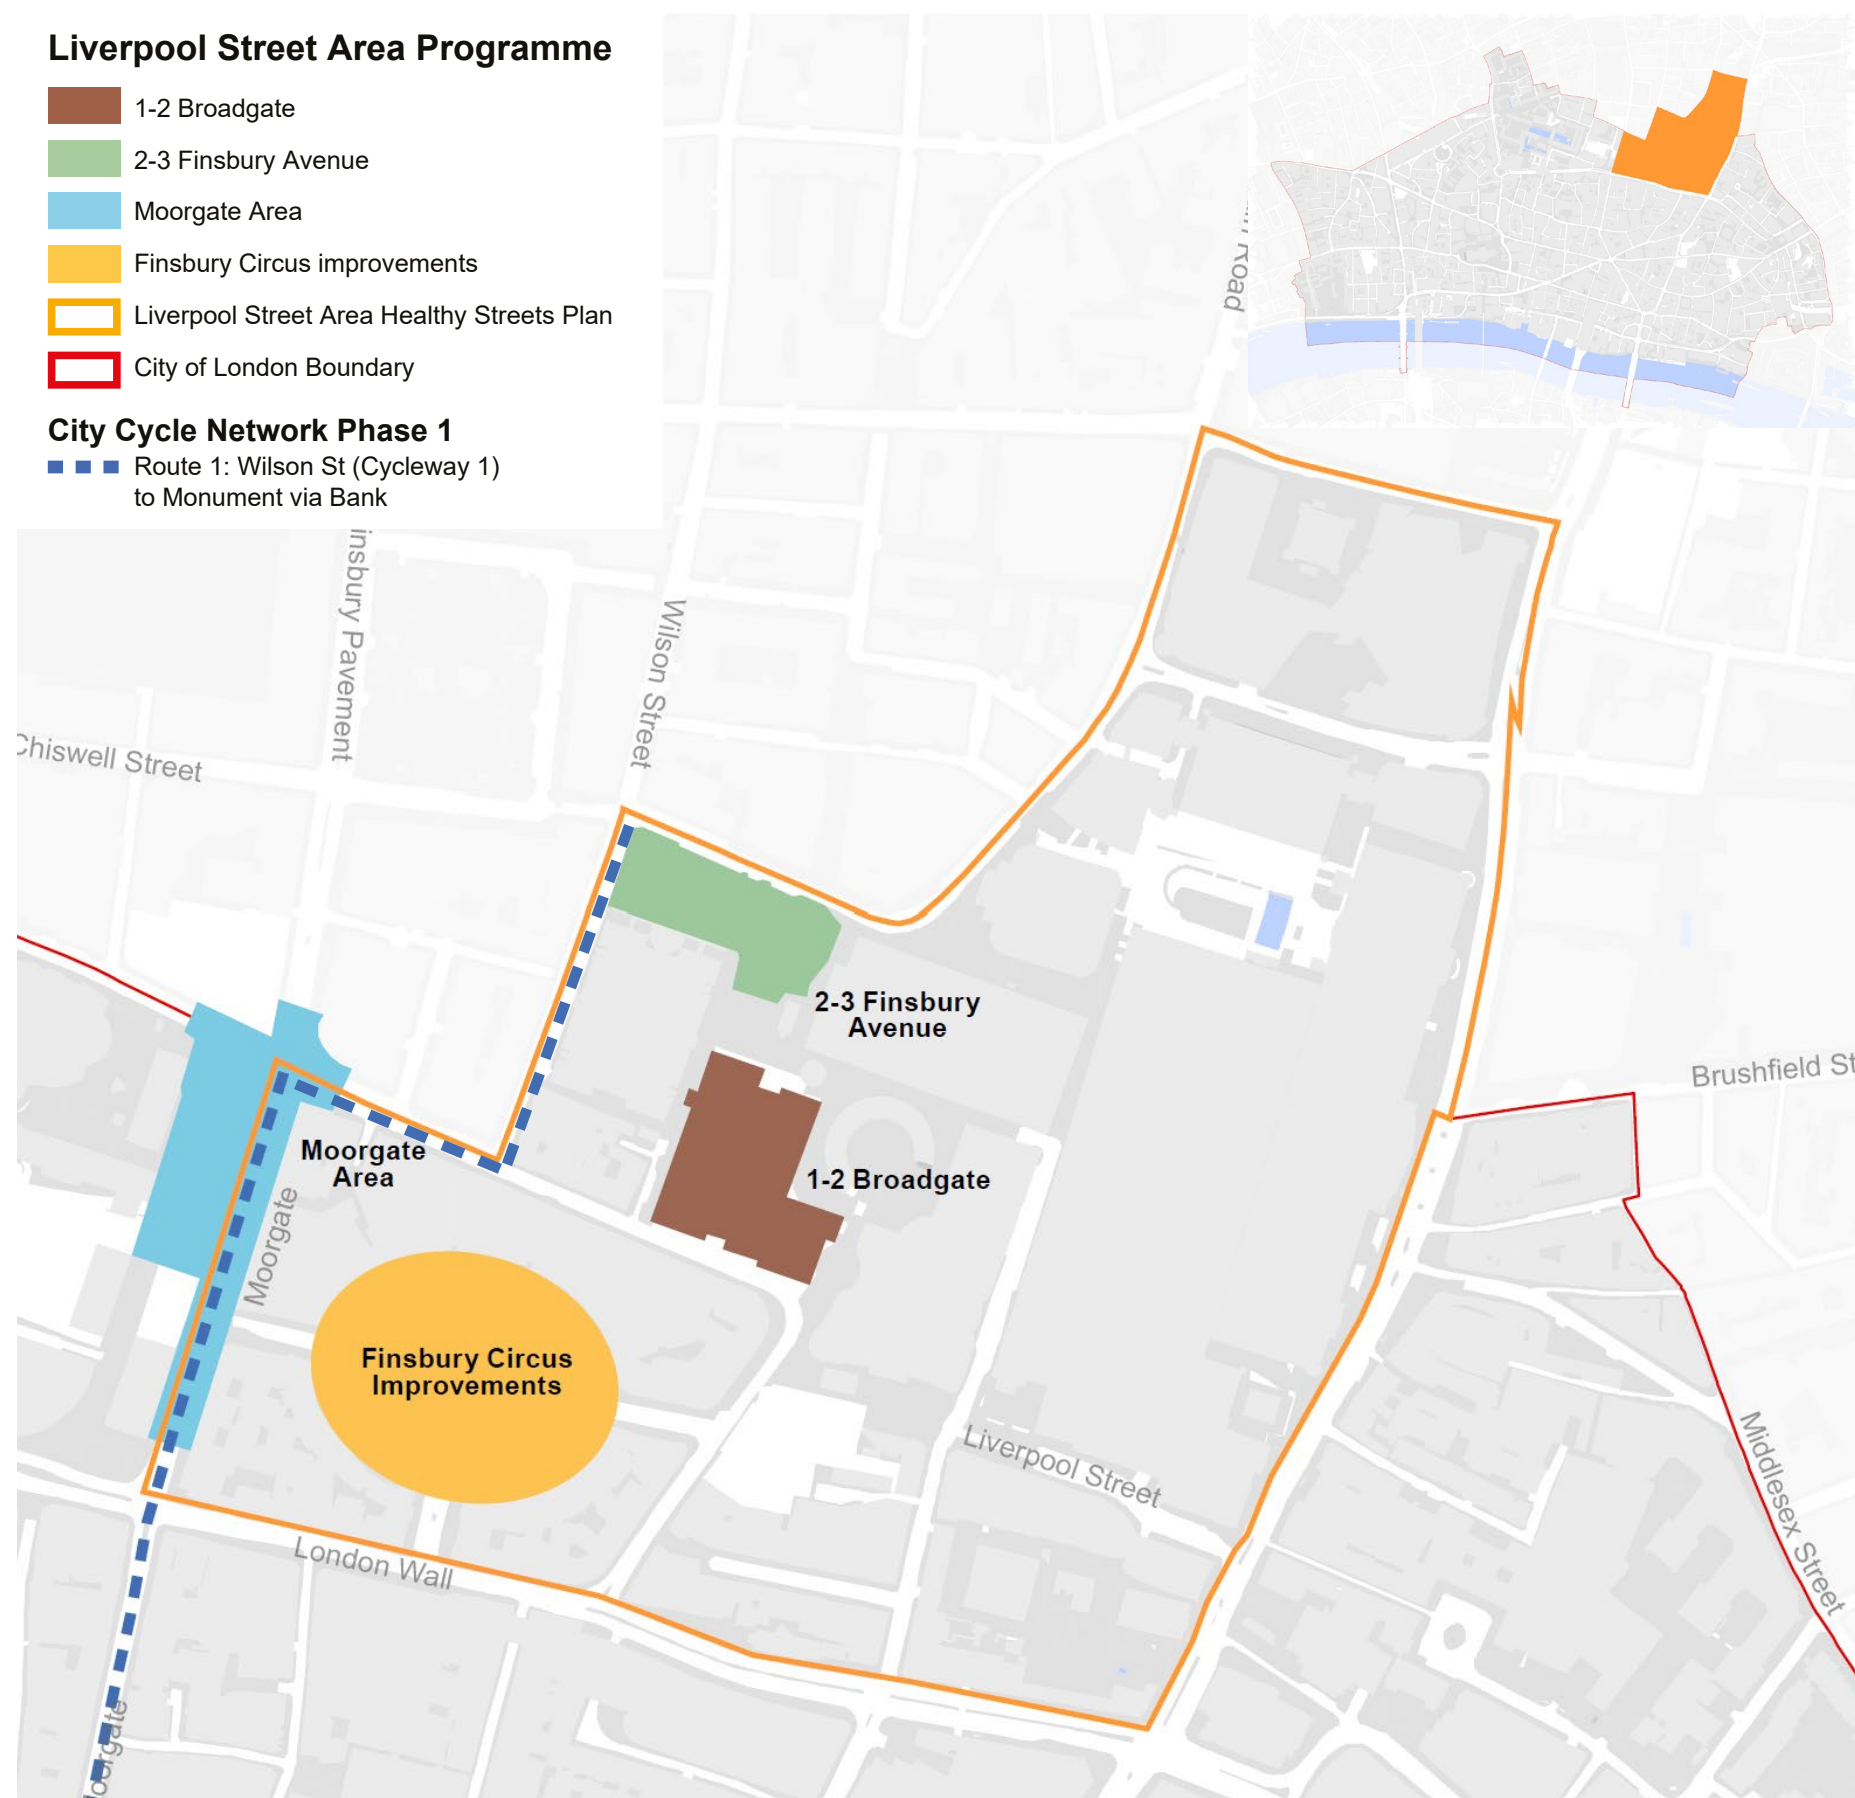 Liverpool Street Area Programme
1-2 Broadgate
2-3 Finsbury Avenue
Moorgate Area
Finsbury Circus improvements
Liverpool Street Area Healthy Streets Plan
City of London Boundary
City Cycle Network Phase 1
Route 1: Wilson St (Cycleway 1)
to Monument via Bank
Road
insbury Pavement
Wilson Street
Chiswell Street
2-3 Finsbury
Avenue
Brushfield St
Moorgate
Area
1-2 Broadgate
Moorgate
Finsbury Circus
Improvements
Liverpool Street
Middlesex Street
London Wall
oorgate